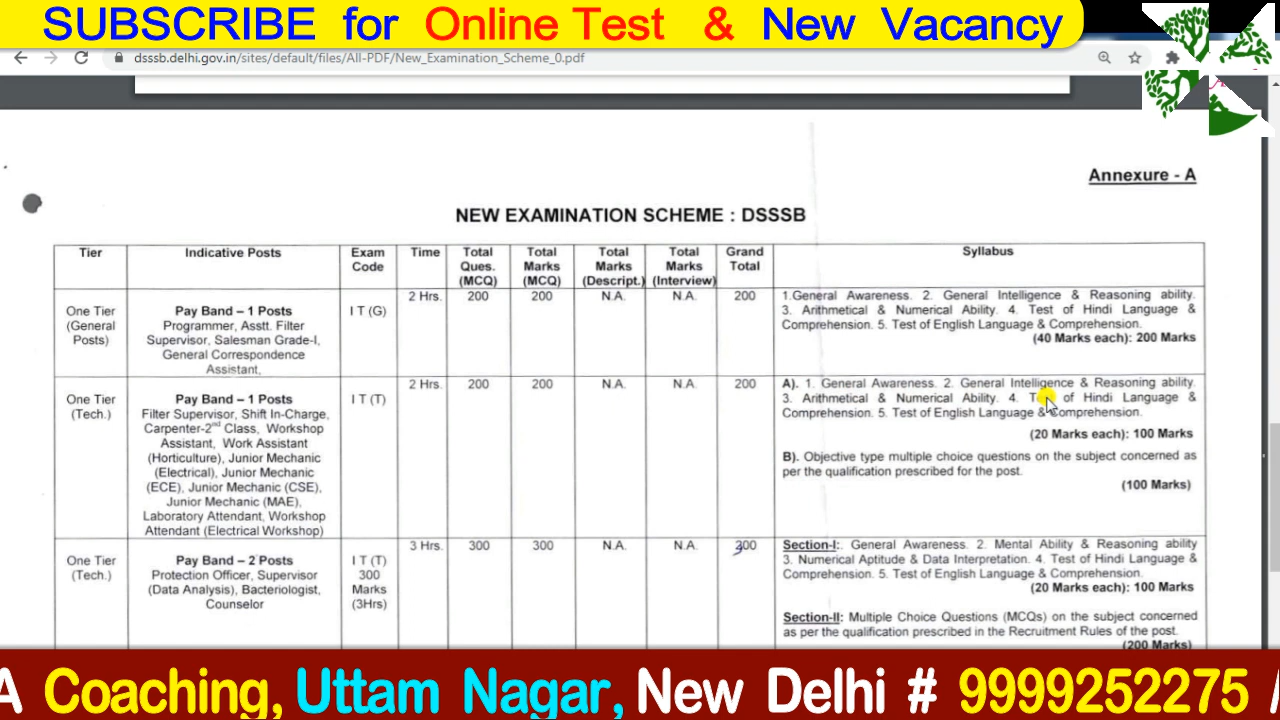 SUBSCRIBE for Online Test & New Vacancy
dsssb.delhi.gov.in/sites/default/files/All-PDF/New_Examination_Scheme_0.pdf
Annexure - A
NEW EXAMINATION SCHEME : DSSSB
Tier
Indicative Posts
Exam
Code
Time
Total
Ques.
(MCQ)
Total
Marks
(MCQ)
Total
Marks
(Descript.)
Total
Marks
(Interview)
Grand
Total
Syllabus
One Tier
(General
Posts)
Pay Band – 1 Posts
Programmer, Asstt. Filter
Supervisor, Salesman Grade-I,
General Correspondence
Assistant,
I T (G)
2 Hrs.
200
200
N.A.
N.A.
200
1.General Awareness. 2. General Intelligence & Reasoning ability.
3. Arithmetical & Numerical Ability. 4. Test of Hindi Language &
Comprehension. 5. Test of English Language & Comprehension.
(40 Marks each): 200 Marks
One Tier
(Tech.)
Pay Band – 1 Posts
Filter Supervisor, Shift In-Charge,
Carpenter-2nd Class, Workshop
Assistant, Work Assistant
(Horticulture), Junior Mechanic
(Electrical), Junior Mechanic
(ECE), Junior Mechanic (CSE),
Junior Mechanic (MAE),
Laboratory Attendant, Workshop
Attendant (Electrical Workshop)
I T (T)
2 Hrs.
200
200
N.A.
N.A.
200
A). 1. General Awareness. 2. General Intelligence & Reasoning ability.
3. Arithmetical & Numerical Ability. 4. Test of Hindi Language &
Comprehension. 5. Test of English Language & Comprehension.
(20 Marks each): 100 Marks
B). Objective type multiple choice questions on the subject concerned as
per the qualification prescribed for the post.
(100 Marks)
One Tier
(Tech.)
Pay Band – 2 Posts
Protection Officer, Supervisor
(Data Analysis), Bacteriologist,
Counselor
I T (T)
300
Marks
(3Hrs)
3 Hrs.
300
300
N.A.
N.A.
300
Section-I:. General Awareness. 2. Mental Ability & Reasoning ability
3. Numerical Aptitude & Data Interpretation. 4. Test of Hindi Language &
Comprehension. 5. Test of English Language & Comprehension.
(20 Marks each): 100 Marks
Section-II: Multiple Choice Questions (MCQs) on the subject concerned
as per the qualification prescribed in the Recruitment Rules of the post.
(200 Marks)
A Coaching, Uttam Nagar, New Delhi # 9999252275 /